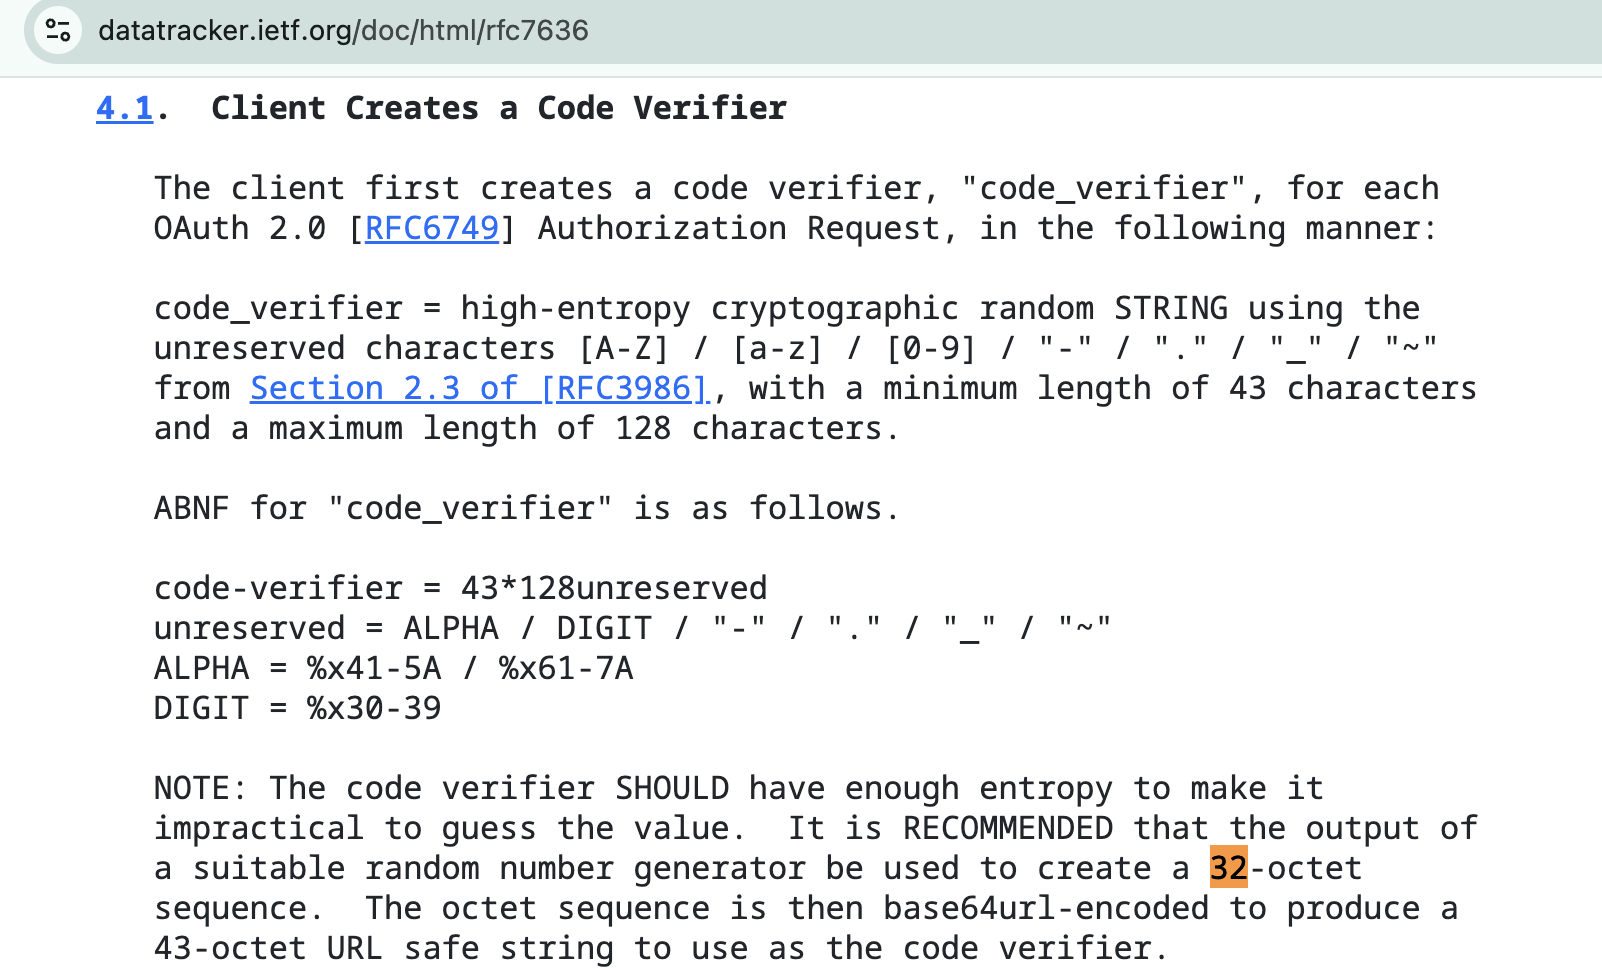 datatracker.ietf.org/doc/html/rfc7636
4.1. Client Creates a Code Verifier
The client first creates a code verifier, "code_verifier", for each
OAuth 2.0 [RFC6749] Authorization Request, in the following manner:
code_verifier = high-entropy cryptographic random STRING using the
unreserved characters [A-Z] / [a-z] / [0-9] / "-" / "." / "_" / "~"
from Section 2.3 of [RFC3986], with a minimum length of 43 characters
and a maximum length of 128 characters.
ABNF for "code_verifier" is as follows.
code-verifier = 43*128unreserved
unreserved = ALPHA / DIGIT / "-" / "." / "_" / "~"
ALPHA = %x41-5A / %x61-7A
DIGIT = %x30-39
NOTE: The code verifier SHOULD have enough entropy to make it
impractical to guess the value. It is RECOMMENDED that the output of
a suitable random number generator be used to create a 32-octet
sequence. The octet sequence is then base64url-encoded to produce a
43-octet URL safe string to use as the code verifier.